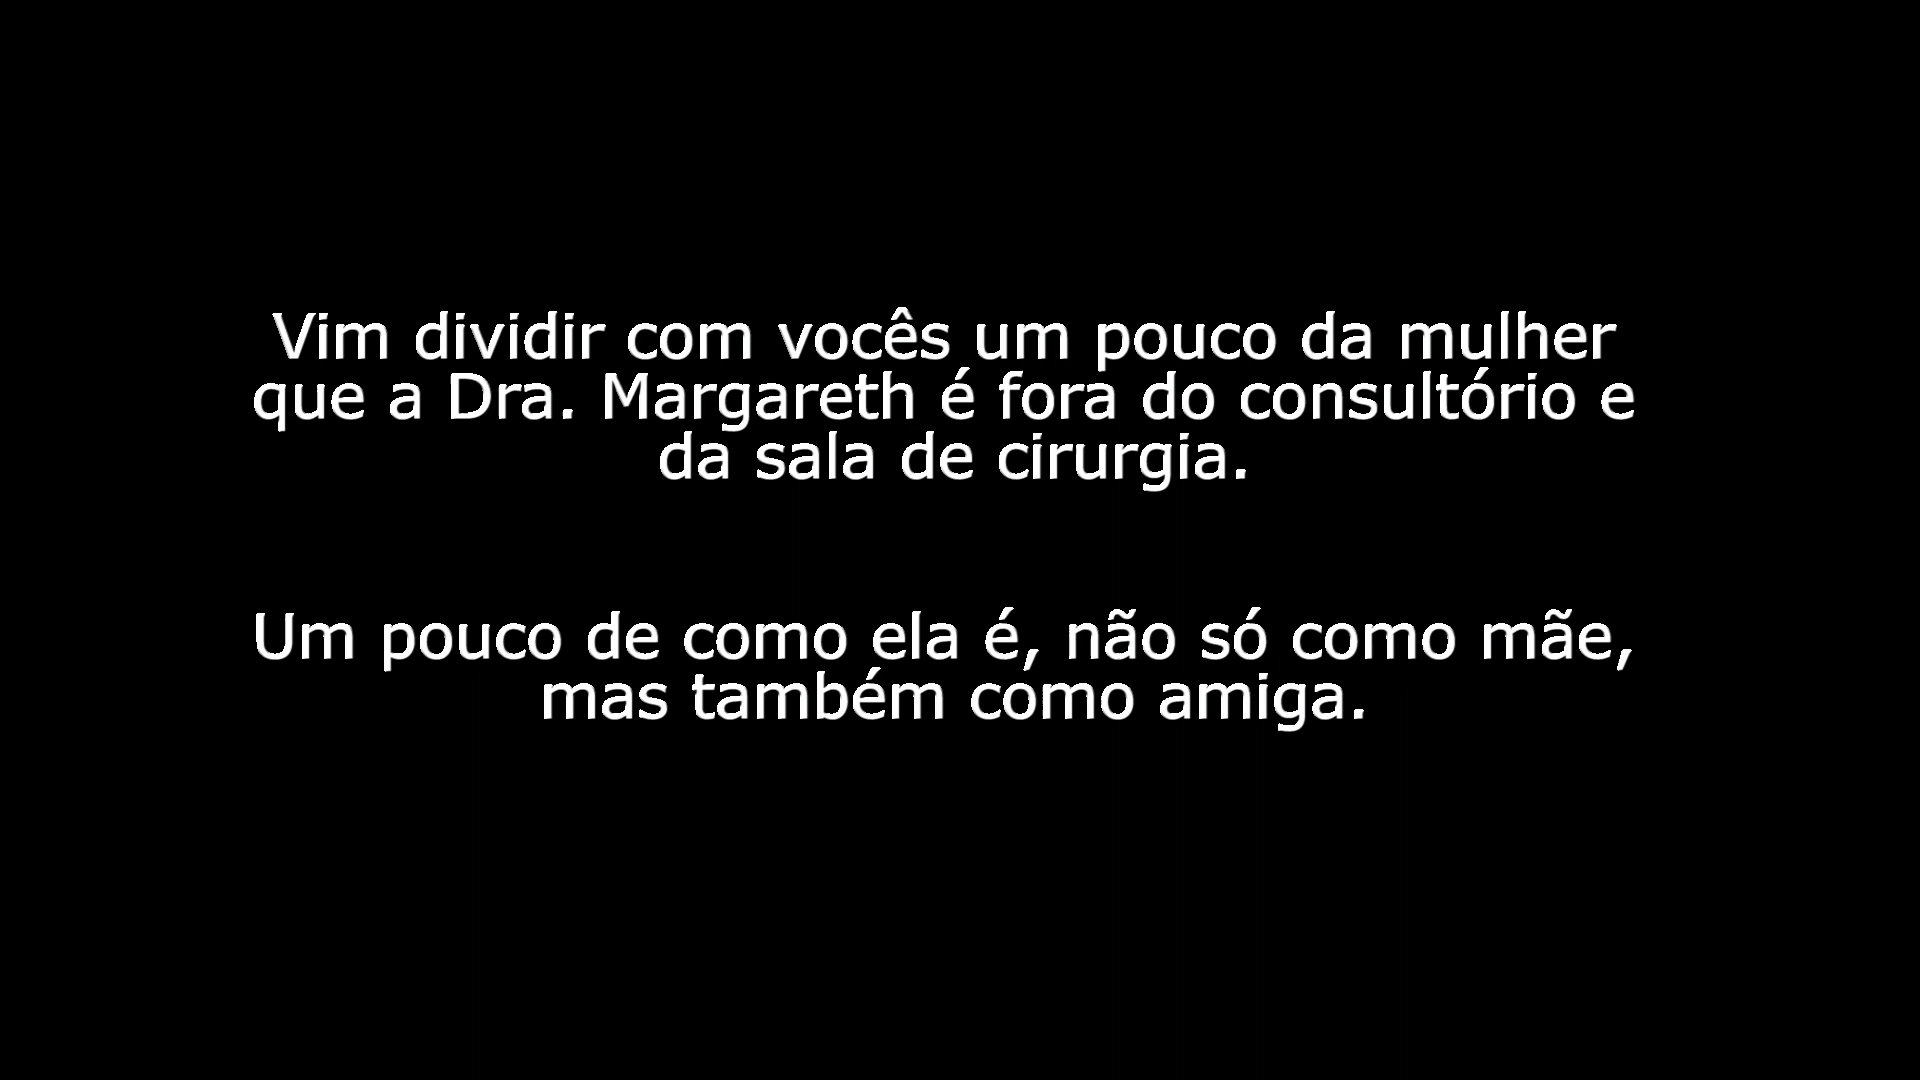 Vim dividir com vocês um pouco da mulher
que a Dra. Margareth é fora do consultório e
da sala de cirurgia.
Um pouco de como ela é, não só como mãe,
mas também como amiga.